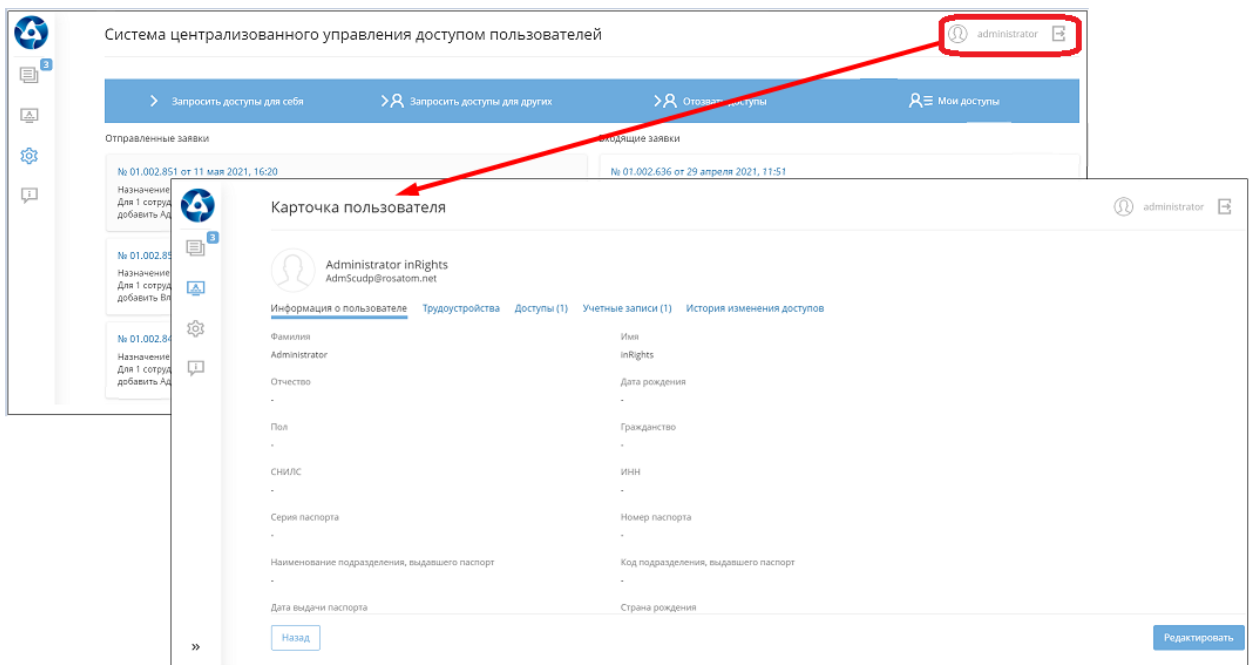 Система централизованного управления доступом пользователей
administrator
3
Запросить доступы для себя
Запросить доступы для других
Отозвать доступы
Мои доступы
Отправленные заявки
Входящие заявки
№ 01.002.851 от 11 мая 2021, 16:20
Назначение
Для 1 сотруд
добавить Ад
№ 01.002.636 от 29 апреля 2021, 11:51
№ 01.002.85
Назначение
Для 1 сотруд
добавить Вл
№ 01.002.84
Назначение
Для 1 сотруд
добавить Ад
Карточка пользователя
administrator
3
Administrator inRights
AdmScudp@rosatom.net
Информация о пользователе
Трудоустройства
Доступы (1)
Учетные записи (1)
История изменения доступов
Фамилия
Administrator
Имя
inRights
Отчество
-
Дата рождения
-
Пол
-
Гражданство
-
СНИЛС
-
ИНН
-
Серия паспорта
-
Номер паспорта
-
Наименование подразделения, выдавшего паспорт
-
Код подразделения, выдавшего паспорт
-
Дата выдачи паспорта
Страна рождения
Назад
Редактировать